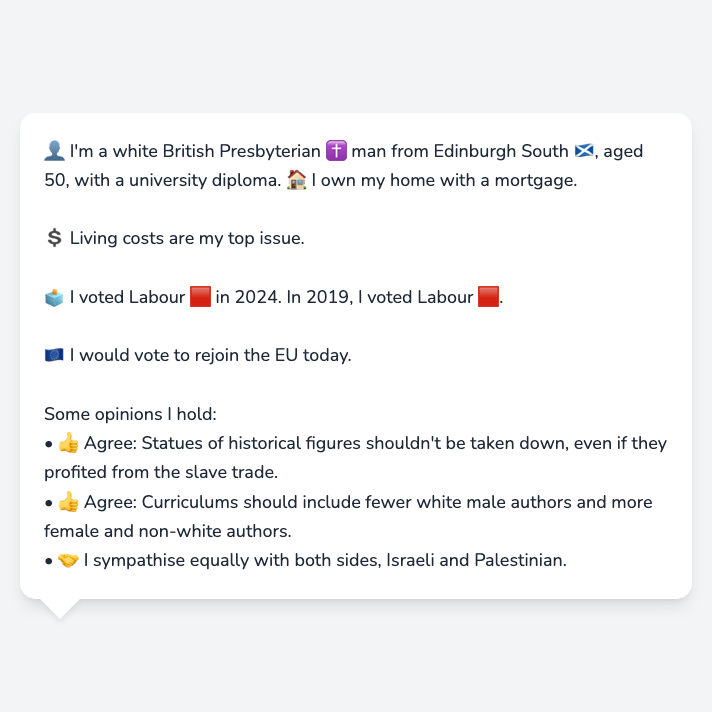 👤 I'm a white British Presbyterian ✝️ man from Edinburgh South 🏴󠁧󠁢󠁳󠁣󠁴󠁿, aged
50, with a university diploma. 🏠 I own my home with a mortgage.
💲 Living costs are my top issue.
🗳️ I voted Labour 🟥 in 2024. In 2019, I voted Labour 🟥.
🇪🇺 I would vote to rejoin the EU today.
Some opinions I hold:
• 👍 Agree: Statues of historical figures shouldn't be taken down, even if they
profited from the slave trade.
• 👍 Agree: Curriculums should include fewer white male authors and more
female and non-white authors.
• 🤝 I sympathise equally with both sides, Israeli and Palestinian.